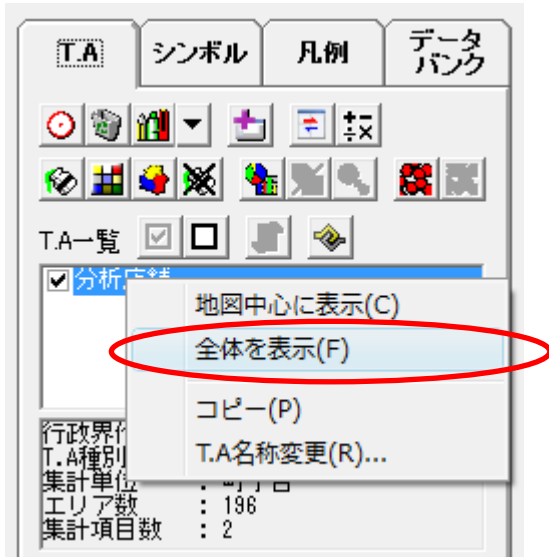 T.A シンボル 凡例 データ
バンク
T.A一覧
分析店舗
地図中心に表示(C)
全体を表示(F)
コピー(P)
T.A名称変更(R)...
行政界
T.A種別
集計単位 :
エリア数 : 196
集計項目数 : 2